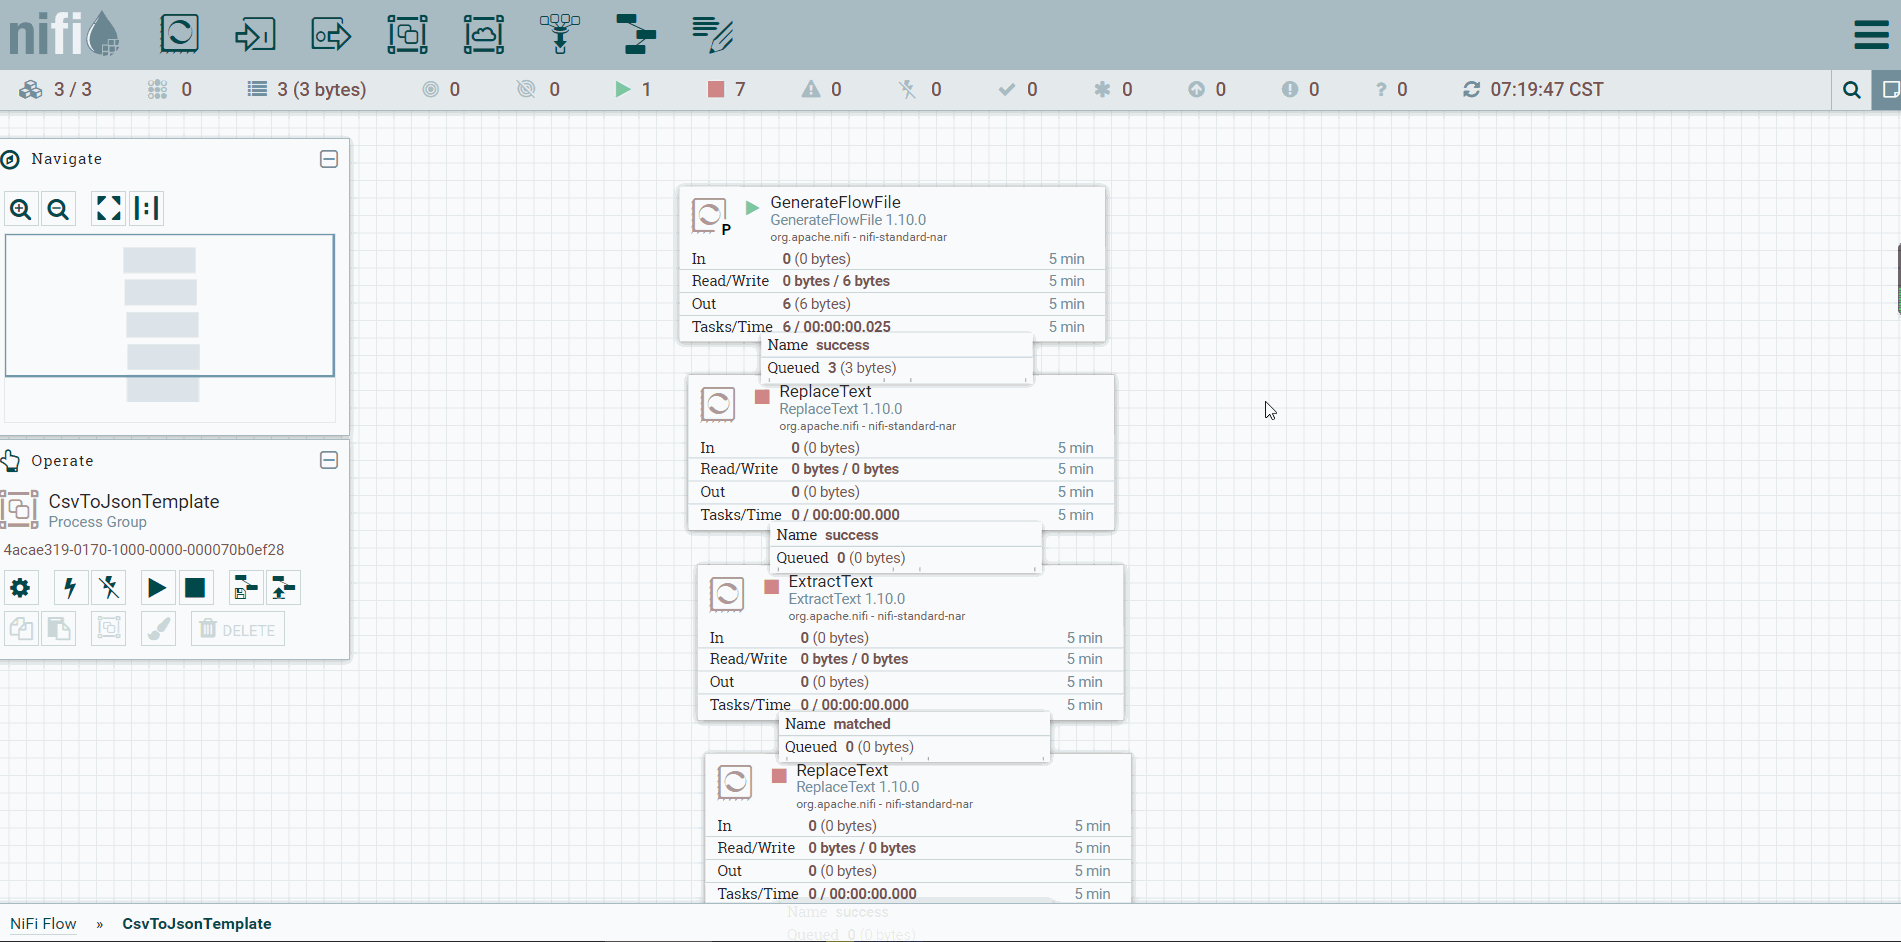 nifi
3 / 3 0 3 (3 bytes) 0 0 1 7 0 0 0 0 0 0 ? 0 07:19:47 CST
Navigate
Operate
CsvToJsonTemplate
Process Group
4acae319-0170-1000-0000-000070b0ef28
DELETE
GenerateFlowFile
GenerateFlowFile 1.10.0
P
org.apache.nifi - nifi-standard-nar
In 0 (0 bytes) 5 min
Read/Write 0 bytes / 6 bytes 5 min
Out 6 (6 bytes) 5 min
Tasks/Time 6 / 00:00:00.025 5 min
Name success
Queued 3 (3 bytes)
ReplaceText
ReplaceText 1.10.0
org.apache.nifi - nifi-standard-nar
In 0 (0 bytes) 5 min
Read/Write 0 bytes / 0 bytes 5 min
Out 0 (0 bytes) 5 min
Tasks/Time 0 / 00:00:00.000 5 min
Name success
Queued 0 (0 bytes)
ExtractText
ExtractText 1.10.0
org.apache.nifi - nifi-standard-nar
In 0 (0 bytes) 5 min
Read/Write 0 bytes / 0 bytes 5 min
Out 0 (0 bytes) 5 min
Tasks/Time 0 / 00:00:00.000 5 min
Name matched
Queued 0 (0 bytes)
ReplaceText
ReplaceText 1.10.0
org.apache.nifi - nifi-standard-nar
In 0 (0 bytes) 5 min
Read/Write 0 bytes / 0 bytes 5 min
Out 0 (0 bytes) 5 min
Tasks/Time 0 / 00:00:00.000 5 min
Name success
Queued 0 (0 bytes)
NiFi Flow » CsvToJsonTemplate